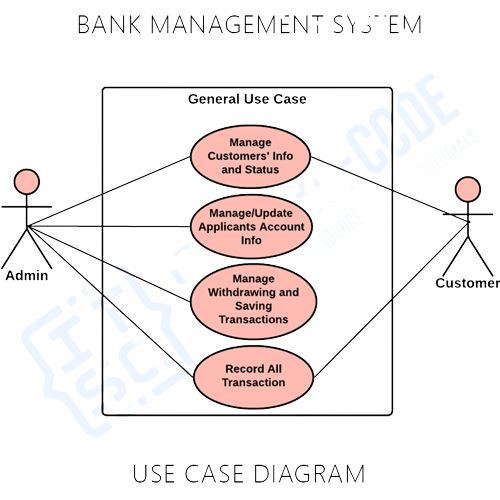 BANK MANAGEMENT SYSTEM
General Use Case
Manage
Customers' Info
and Status
Manage/Update
Applicants Account
Info
Manage
Withdrawing and
Saving
Transactions
Record All
Transaction
Admin
Customer
USE CASE DIAGRAM